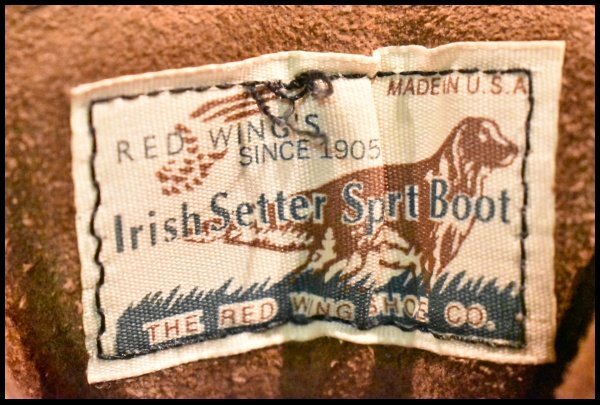 MADE IN U.S.A
RED WING'S
SINCE 1905
Irish Setter Sprt Boot
THE RED WING SHOE CO.